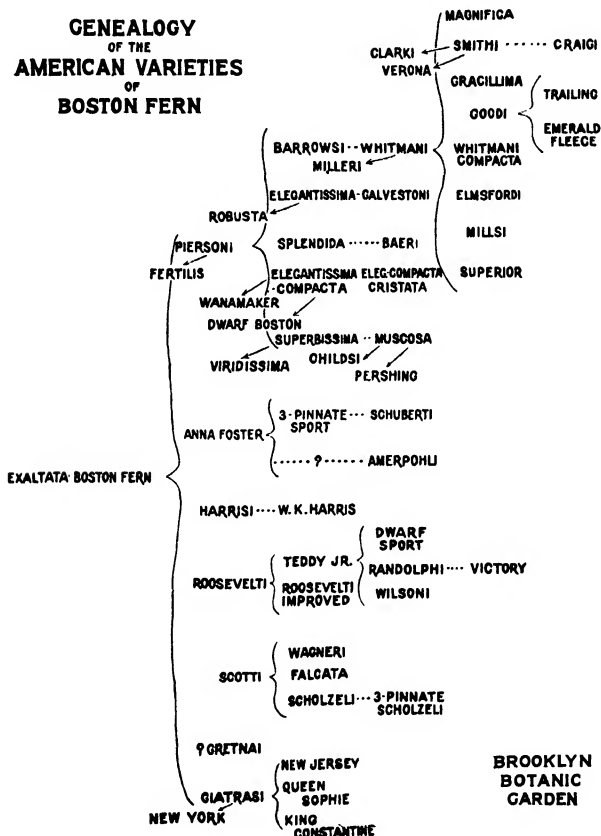 GENEALOGY
OF THE
AMERICAN VARIETIES
OF
BOSTON FERN
MAGNIFICA
CLARKI SMITHI ······ CRAIGI
VERONA
GRACILLIMA
TRAILING
GOODI
EMERALD
FLEECE
BARROWSI ·· WHITMANI
MILLERI
WHITMANI
COMPACTA
ELEGANTISSIMA-GALVESTONI
ELMSFORDI
ROBUSTA
MILLSI
PIERSONI
SPLENDIDA ······ BAERI
FERTILIS
ELEGANTISSIMA ELEG-COMPACTA
·COMPACTA CRISTATA
SUPERIOR
WANAMAKER
DWARF BOSTON
SUPERBISSIMA ·· MUSCOSA
VIRIDISSIMA
CHILDSI
PERSHING
3-PINNATE ··· SCHUBERTI
SPORT
ANNA FOSTER
······ ? ······ AMERPOHLI
EXALTATA-BOSTON FERN
HARRISI ···· W. K. HARRIS
DWARF
SPORT
TEDDY JR.
RANDOLPHI ···· VICTORY
ROOSEVELTI
ROOSEVELTI
IMPROVED
WILSONI
WAGNERI
SCOTTI
FALCATA
SCHOLZELI ··· 3-PINNATE
SCHOLZELI
? GRETNAI
NEW JERSEY
GIATRASI
QUEEN
SOPHIE
NEW YORK
KING
CONSTANTINE
BROOKLYN
BOTANIC
GARDEN